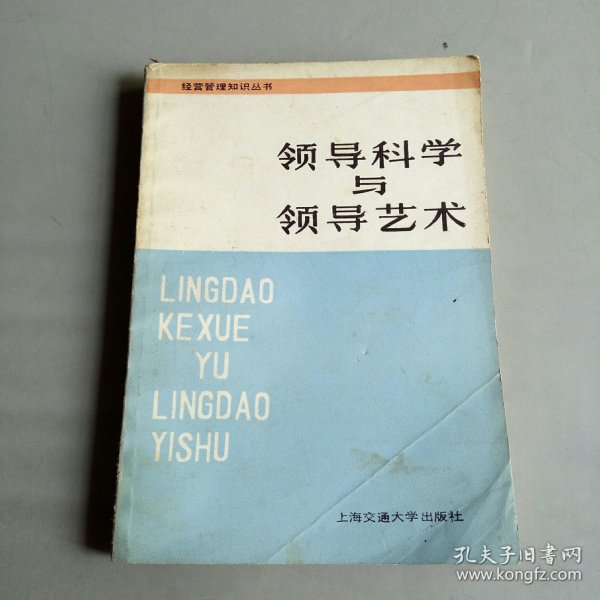 经营管理知识丛书
领导科学
与
领导艺术
LINGDAO
KEXUE
YU
LINGDAO
YISHU
上海交通大学出版社
孔夫子旧书网
www.kongfz.com